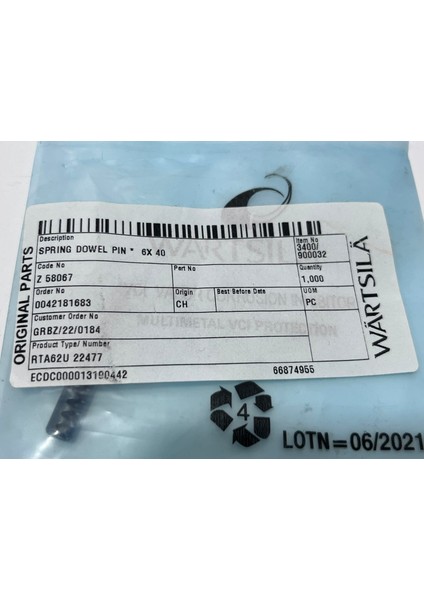 ORIGINAL PARTS
Description
SPRING DOWEL PIN * 6X 40
Item No
3400/
900032
Code No
Z 58067
Part No
Quantity
1,000
Order No
0042181683
Origin
CH
Best Before Date
UOM
PC
Customer Order No
GRBZ/22/0184
Product Type/ Number
RTA62U 22477
ECDC000013190442
66874955
WÄRTSILÄ
WÄRTSILÄ
MULTIMETAL VCI PROTECTION
4
LOTN=06/2021